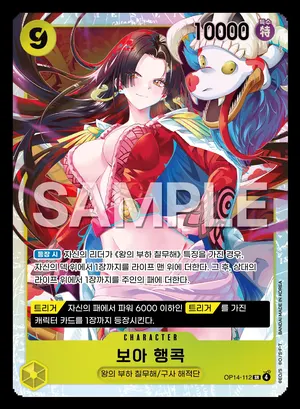 9
10000
특수
特
SAMPLE
등장 시 자신의 리더가 《왕의 부하 칠무해》 특징을 가진 경우,
자신의 덱 위에서 1장까지를 라이프 맨 위에 더한다. 그 후, 상대의
라이프 위에서 1장까지를 주인의 패에 더한다.
트리거 자신의 패에서 파워 6000 이하인 트리거 를 가진
캐릭터 카드를 1장까지 등장시킨다.
CHARACTER
보아 행콕
왕의 부하 칠무해/구사 해적단
OP14-112 SR
4